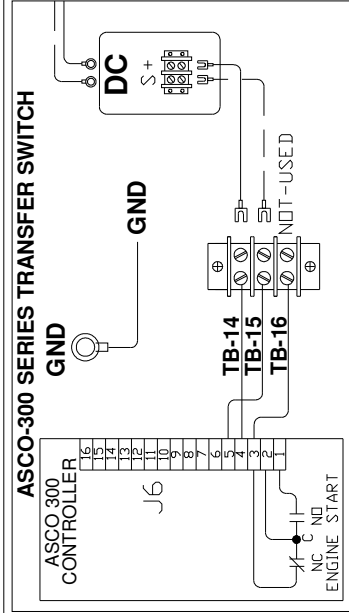 ASCO-300 SERIES TRANSFER SWITCH
DC
S +
GND
GND
NOT-USED
TB-14
TB-15
TB-16
ASCO 300
CONTROLLER
J6
16
15
14
13
12
11
10
9
8
7
6
5
4
3
2
1
NC
C
NO
ENGINE START